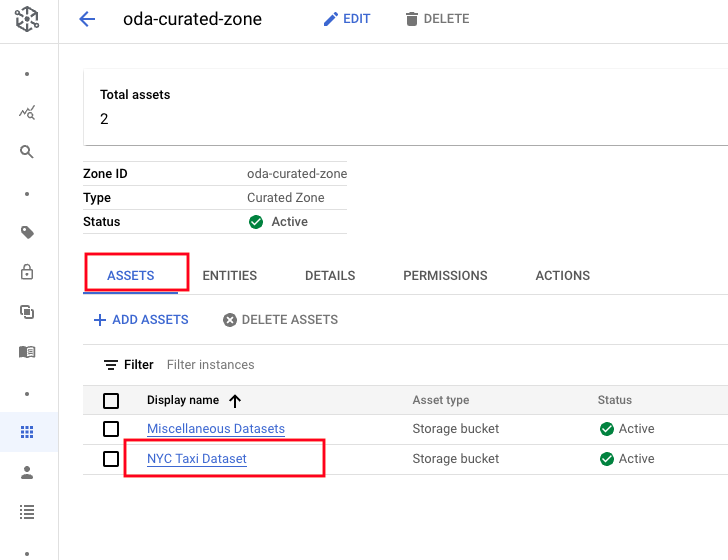 oda-curated-zone EDIT DELETE
Total assets
2
Zone ID oda-curated-zone
Type Curated Zone
Status Active
ASSETS ENTITIES DETAILS PERMISSIONS ACTIONS
ADD ASSETS DELETE ASSETS
Filter Filter instances
Display name Asset type Status
Miscellaneous Datasets Storage bucket Active
NYC Taxi Dataset Storage bucket Active